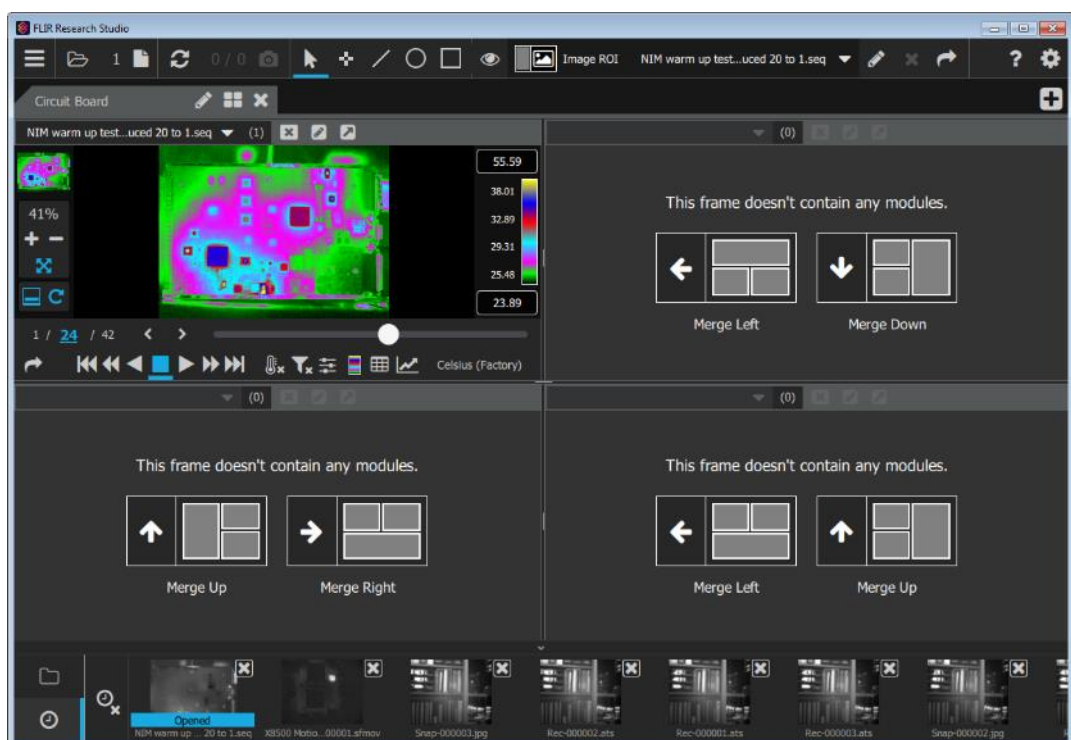 FLIR Research Studio
1
0 / 0
Image ROI
NIM warm up test...uced 20 to 1.seq
?
Circuit Board
NIM warm up test...uced 20 to 1.seq
(1)
(0)
55.59
38.01
32.89
29.31
25.48
23.89
41%
1 / 24 / 42
Celsius (Factory)
This frame doesn't contain any modules.
Merge Left
Merge Down
(0)
(0)
This frame doesn't contain any modules.
Merge Up
Merge Right
This frame doesn't contain any modules.
Merge Left
Merge Up
Opened
NIM warm up ... 20 to 1.seq
X8500 Motio...00001.sfmov
Snap-000003.jpg
Rec-000002.ats
Rec-000001.ats
Rec-000003.ats
Snap-000002.jpg